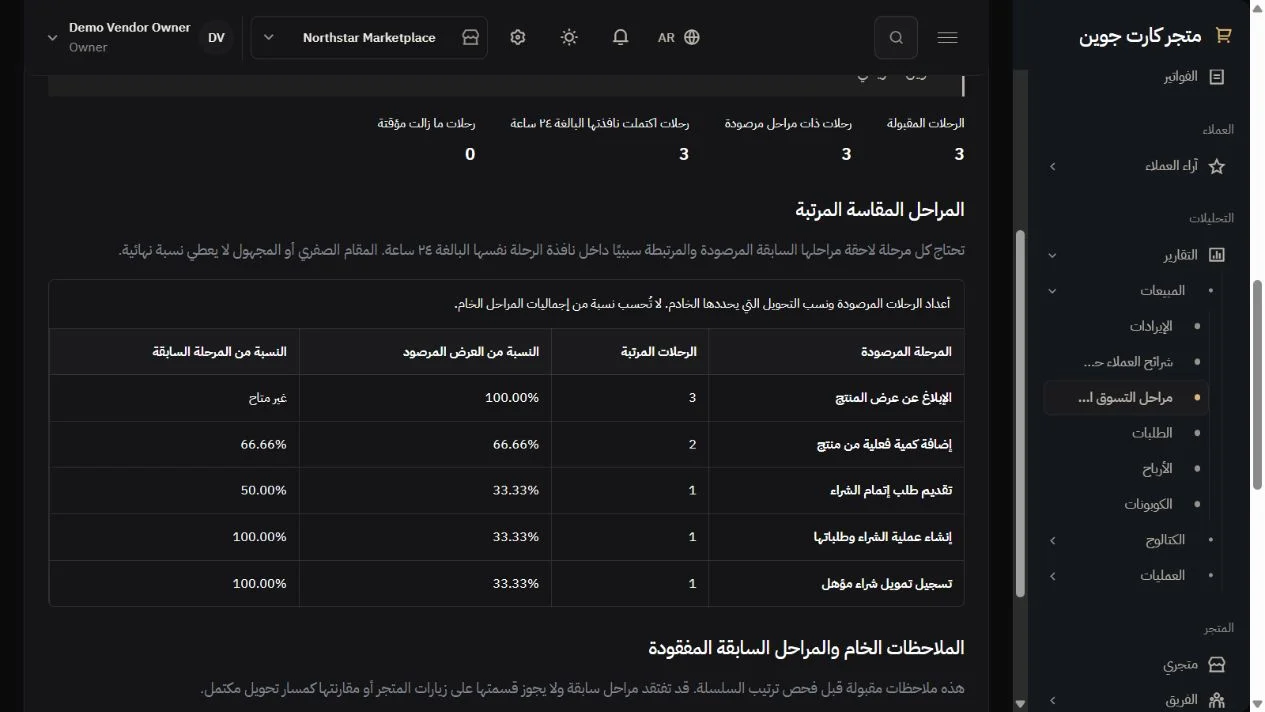 متجر كارت جوين
الفواتير
العملاء
آراء العملاء
التحليلات
التقارير
المبيعات
الإيرادات
شرائح العملاء حـ...
مراحل التسوق ا...
الطلبات
الأرباح
الكوبونات
الكتالوج
العمليات
المتجر
متجري
الفريق
AR
Northstar Marketplace
DV
Demo Vendor Owner
Owner
الرحلات المقبولة
3
رحلات ذات مراحل مرصودة
3
رحلات اكتملت نافذتها البالغة ٢٤ ساعة
3
رحلات ما زالت مؤقتة
0
المراحل المقاسة المرتبة
تحتاج كل مرحلة لاحقة مراحلها السابقة المرصودة والمرتبطة سببيًا داخل نافذة الرحلة نفسها البالغة ٢٤ ساعة. المقام الصفري أو المجهول لا يعطي نسبة نهائية.
أعداد الرحلات المرصودة ونسب التحويل التي يحددها الخادم. لا تُحسب نسبة من إجماليات المراحل الخام.
المرحلة المرصودة الرحلات المرتبة النسبة من العرض المرصود النسبة من المرحلة السابقة
الإبلاغ عن عرض المنتج 3 100.00% غير متاح
إضافة كمية فعلية من منتج 2 66.66% 66.66%
تقديم طلب إتمام الشراء 1 33.33% 50.00%
إنشاء عملية الشراء وطلباتها 1 33.33% 100.00%
تسجيل تمويل شراء مؤهل 1 33.33% 100.00%
الملاحظات الخام والمراحل السابقة المفقودة
هذه ملاحظات مقبولة قبل فحص ترتيب السلسلة. قد تفتقد مراحل سابقة ولا يجوز قسمتها على زيارات المتجر أو مقارنتها كمسار تحويل مكتمل.